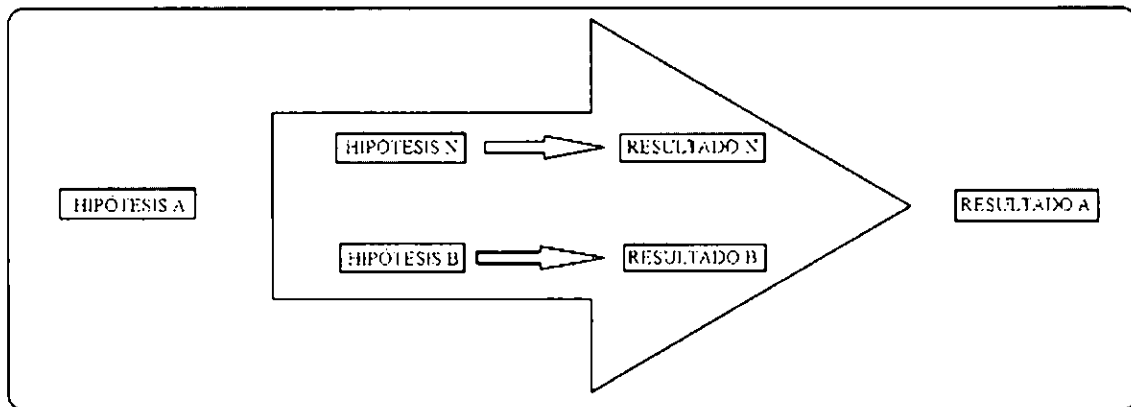 HIPÓTESIS N
RESULTADO N
HIPÓTESIS A
RESULTADO A
HIPÓTESIS B
RESULTADO B